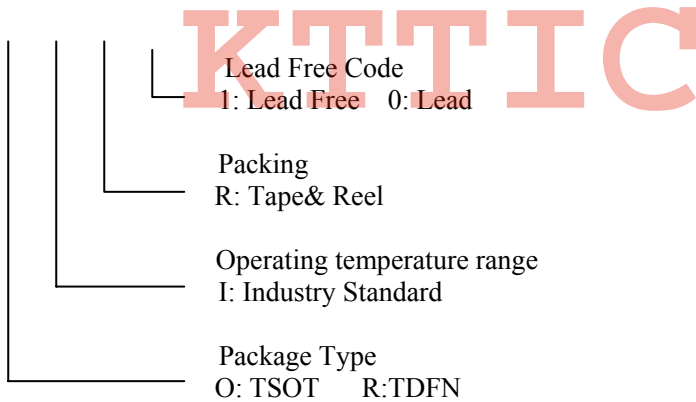 KTTIC
Lead Free Code
1: Lead Free 0: Lead
Packing
R: Tape& Reel
Operating temperature range
I: Industry Standard
Package Type
O: TSOT R:TDFN